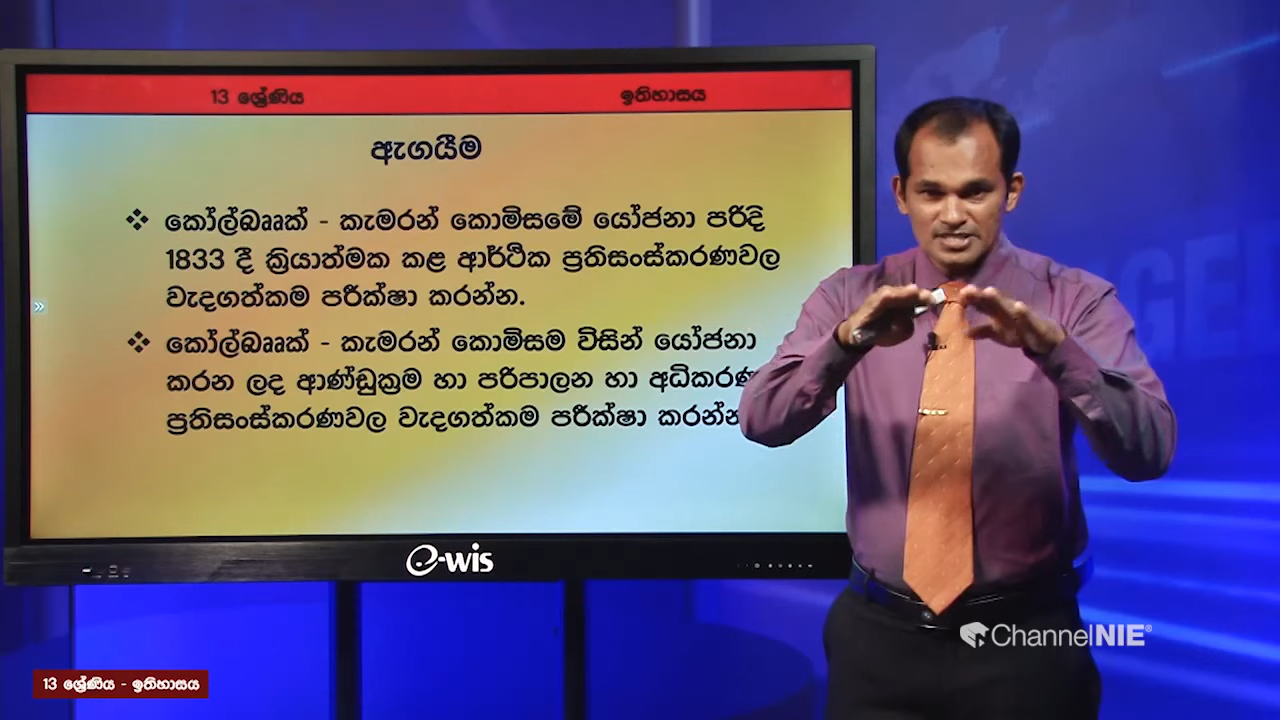 13 ශ්‍රේණිය
ඉතිහාසය
ඇගයීම
❖ කෝල්බෲක් - කැමරන් කොමිසමේ යෝජනා පරිදි
1833 දී ක්‍රියාත්මක කළ ආර්ථික ප්‍රතිසංස්කරණවල
වැදගත්කම පරීක්ෂා කරන්න.
❖ කෝල්බෲක් - කැමරන් කොමිසම විසින් යෝජනා
කරන ලද ආණ්ඩුක්‍රම හා පරිපාලන හා අධිකරණ
ප්‍රතිසංස්කරණවල වැදගත්කම පරීක්ෂා කරන්න
e-wis
ChannelNIE®
13 ශ්‍රේණිය - ඉතිහාසය